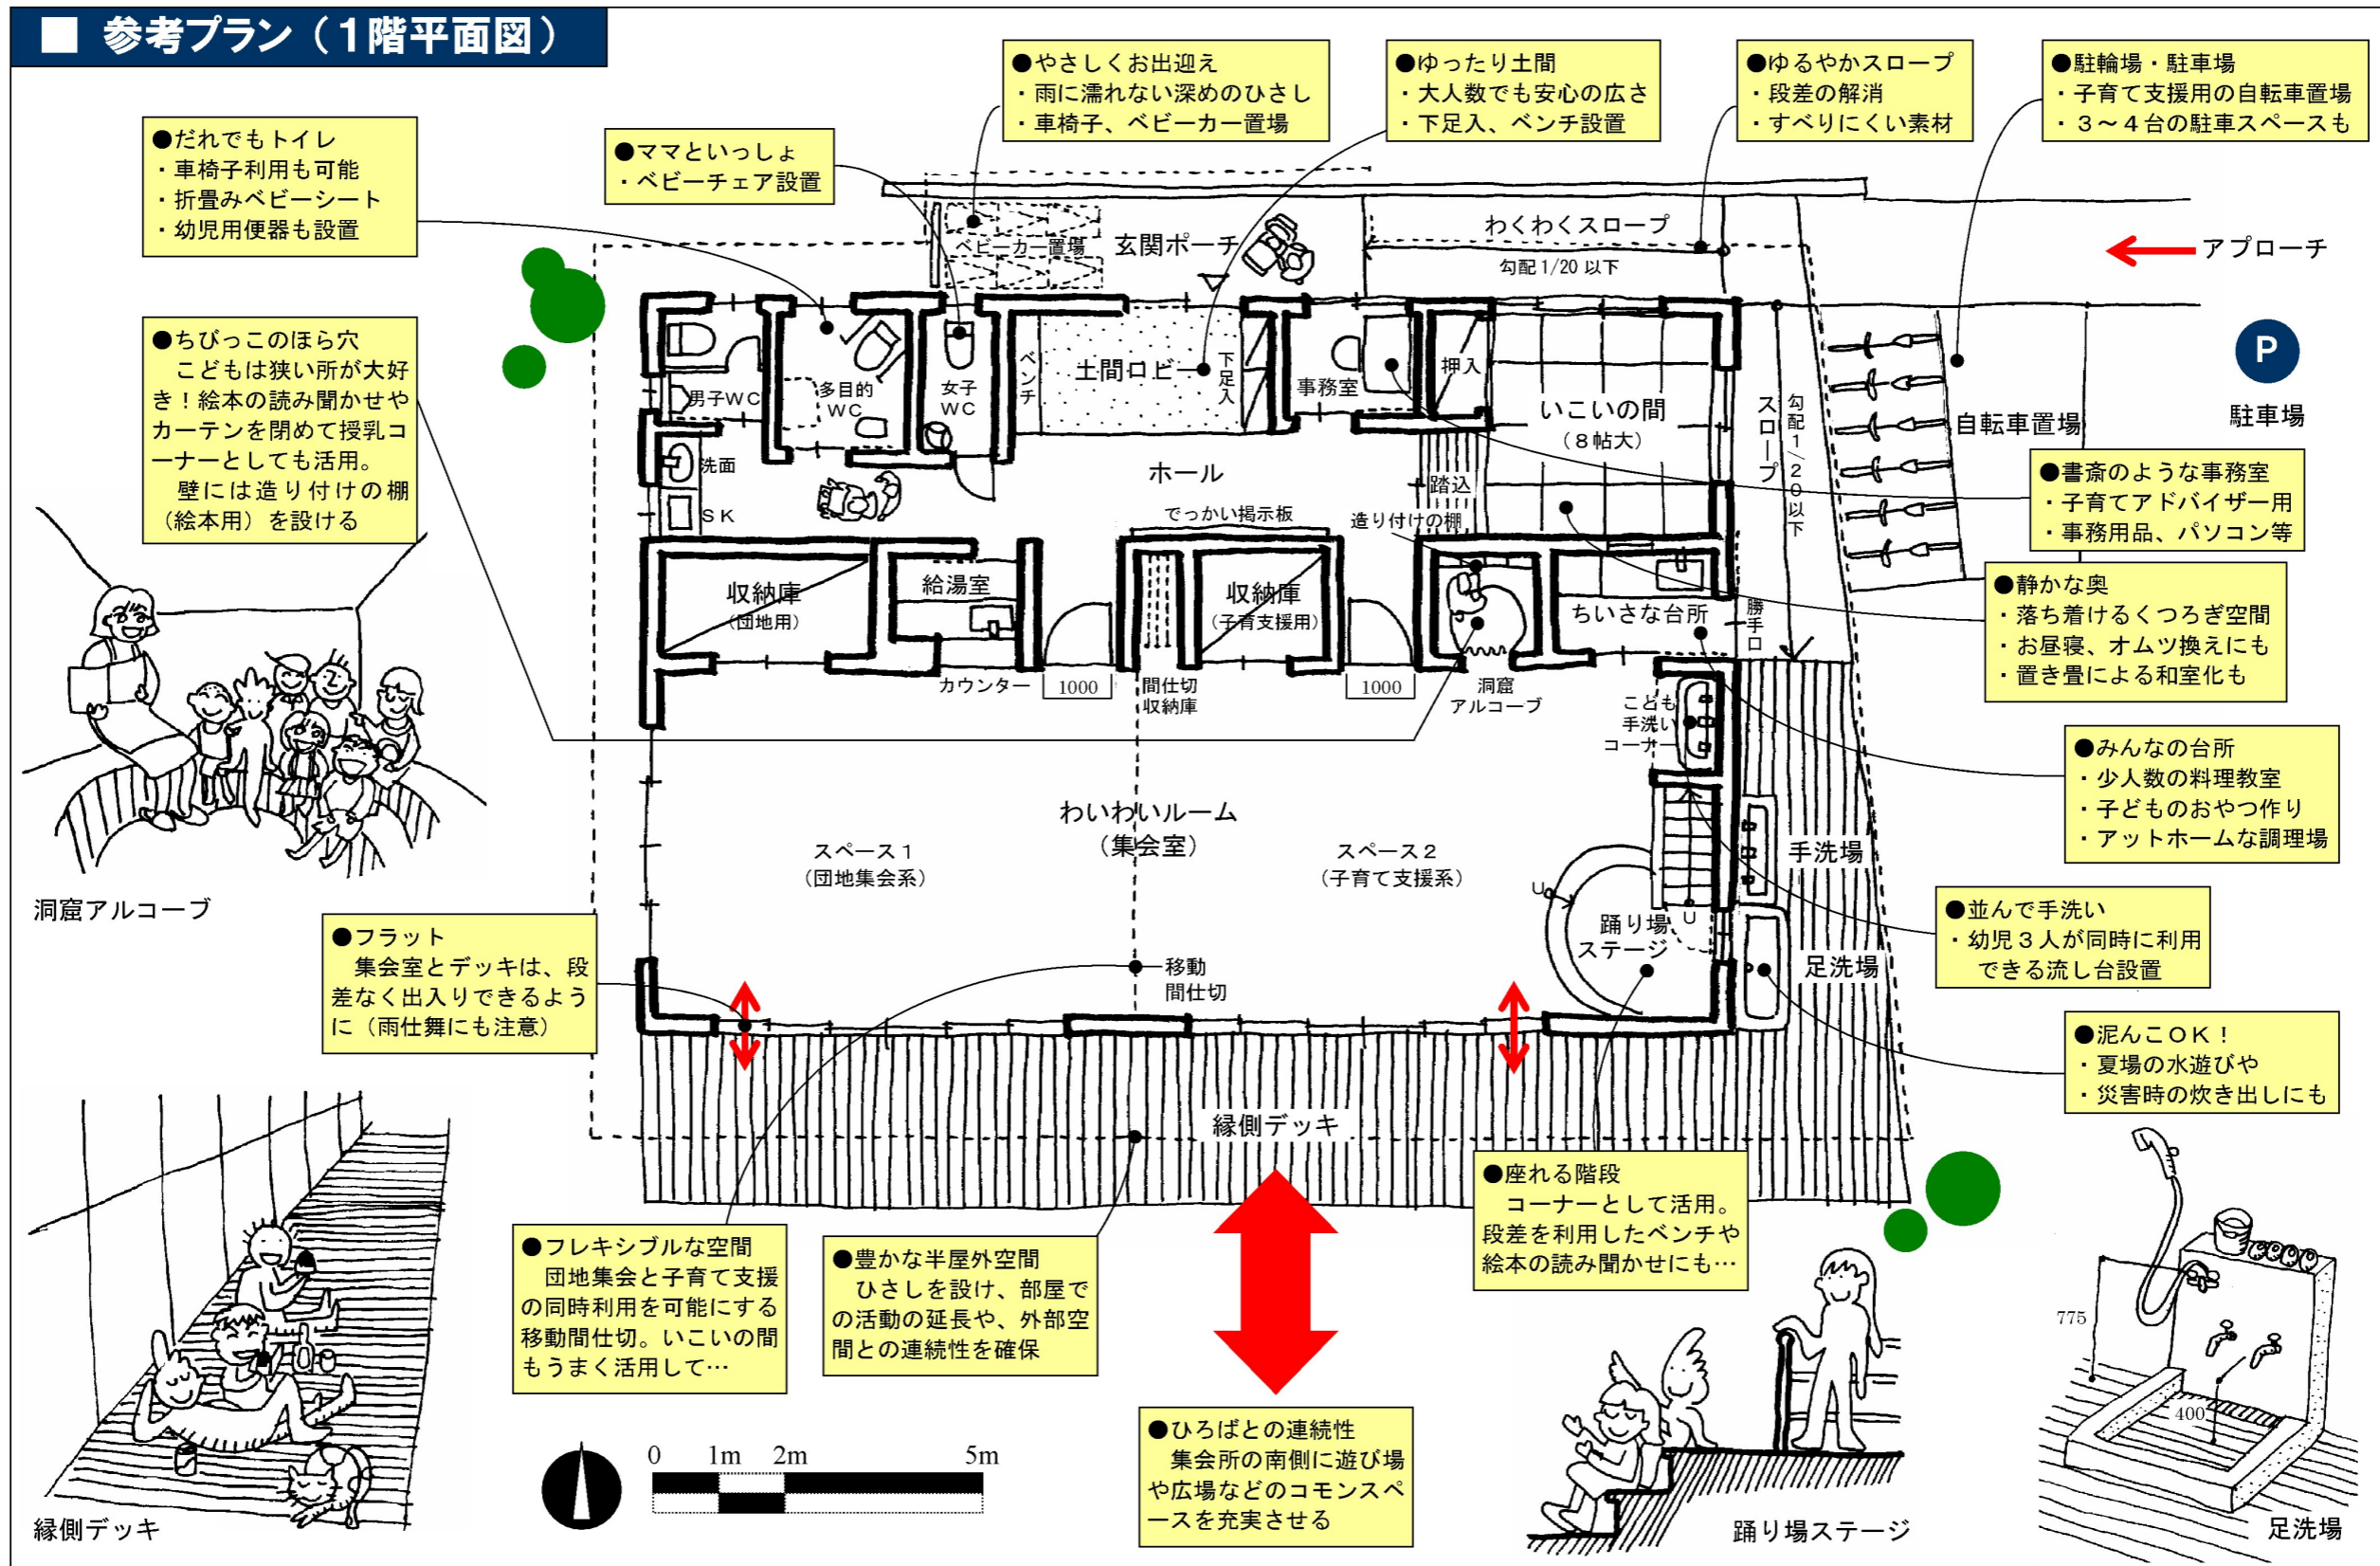 ■ 参考プラン（1階平面図）
●やさしくお出迎え
・雨に濡れない深めのひさし
・車椅子、ベビーカー置場
●ゆったり土間
・大人数でも安心の広さ
・下足入、ベンチ設置
●ゆるやかスロープ
・段差の解消
・すべりにくい素材
●駐輪場・駐車場
・子育て支援用の自転車置場
・３～４台の駐車スペースも
●だれでもトイレ
・車椅子利用も可能
・折畳みベビーシート
・幼児用便器も設置
●ママといっしょ
・ベビーチェア設置
ベビーカー置場
玄関ポーチ
わくわくスロープ
勾配1/20 以下
アプローチ
●ちびっこのほら穴
こどもは狭い所が大好
き！絵本の読み聞かせや
カーテンを閉めて授乳コ
ーナーとしても活用。
壁には造り付けの棚
（絵本用）を設ける
男子ＷＣ
多目的
ＷＣ
女子
ＷＣ
ベンチ
土間ロビー
下足入
事務室
押入
いこいの間
（８帖大）
スロープ
勾配１／２０以下
自転車置場
P
駐車場
洗面
ＳＫ
ホール
踏込
でっかい掲示板
造り付けの棚
●書斎のような事務室
・子育てアドバイザー用
・事務用品、パソコン等
収納庫
（団地用）
給湯室
収納庫
（子育支援用）
ちいさな台所
勝手口
●静かな奥
・落ち着けるくつろぎ空間
・お昼寝、オムツ換えにも
・置き畳による和室化も
カウンター
1000
間仕切
収納庫
1000
洞窟
アルコーブ
こども
手洗い
コーナー
●みんなの台所
・少人数の料理教室
・子どものおやつ作り
・アットホームな調理場
わいわいルーム
（集会室）
スペース１
（団地集会系）
スペース２
（子育て支援系）
手洗場
洞窟アルコーブ
U
U
踊り場
ステージ
●並んで手洗い
・幼児３人が同時に利用
できる流し台設置
●フラット
集会室とデッキは、段
差なく出入りできるよう
に（雨仕舞にも注意）
移動
間仕切
足洗場
●泥んこＯＫ！
・夏場の水遊びや
・災害時の炊き出しにも
縁側デッキ
●座れる階段
コーナーとして活用。
段差を利用したベンチや
絵本の読み聞かせにも…
●フレキシブルな空間
団地集会と子育て支援
の同時利用を可能にする
移動間仕切。いこいの間
もうまく活用して…
●豊かな半屋外空間
ひさしを設け、部屋で
の活動の延長や、外部空
間との連続性を確保
●ひろばとの連続性
集会所の南側に遊び場
や広場などのコモンスペ
ースを充実させる
0 1m 2m 5m
775
400
縁側デッキ
踊り場ステージ
足洗場